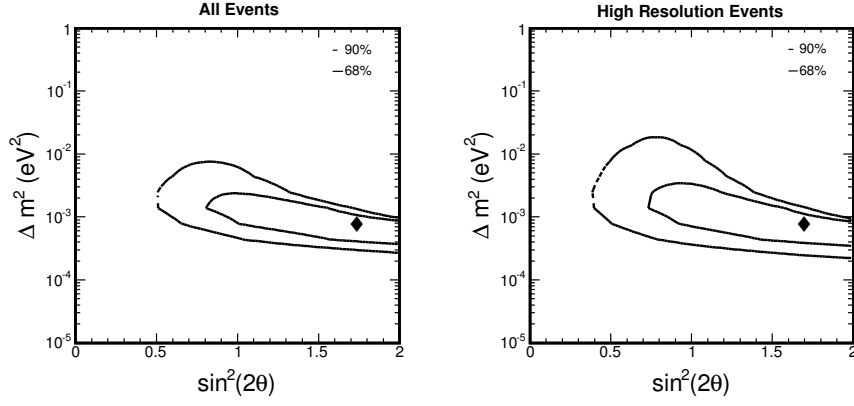 All Events
1
10⁻¹
10⁻²
10⁻³
10⁻⁴
10⁻⁵
Δ m² (eV²)
- 90%
—68%
0 0.5 1 1.5 2
sin²(2θ)
High Resolution Events
1
10⁻¹
10⁻²
10⁻³
10⁻⁴
10⁻⁵
Δ m² (eV²)
- 90%
—68%
0 0.5 1 1.5 2
sin²(2θ)